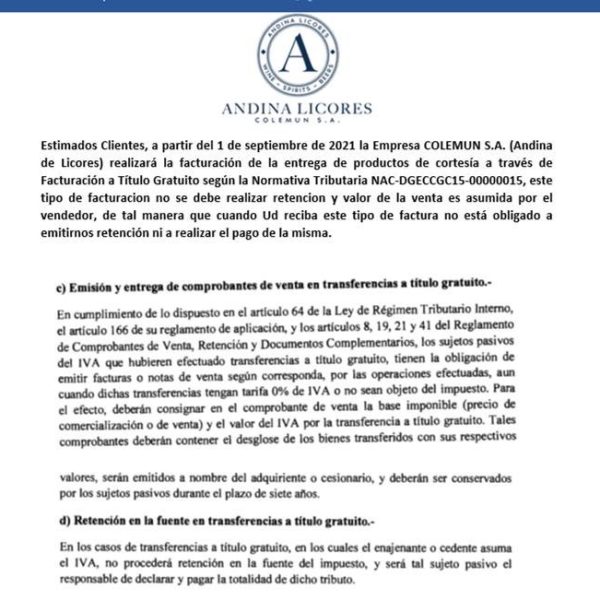 ANDINA LICORES
WINE - SPIRITS - BEERS
A
ANDINA LICORES
COLEMUN S.A.
Estimados Clientes, a partir del 1 de septiembre de 2021 la Empresa COLEMUN S.A. (Andina
de Licores) realizará la facturación de la entrega de productos de cortesía a través de
Facturación a Título Gratuito según la Normativa Tributaria NAC-DGECCGC15-00000015, este
tipo de facturacion no se debe realizar retencion y valor de la venta es asumida por el
vendedor, de tal manera que cuando Ud reciba este tipo de factura no está obligado a
emitirnos retención ni a realizar el pago de la misma.
c) Emisión y entrega de comprobantes de venta en transferencias a título gratuito.-
En cumplimiento de lo dispuesto en el artículo 64 de la Ley de Régimen Tributario Interno,
el artículo 166 de su reglamento de aplicación, y los artículos 8, 19, 21 y 41 del Reglamento
de Comprobantes de Venta, Retención y Documentos Complementarios, los sujetos pasivos
del IVA que hubieren efectuado transferencias a título gratuito, tienen la obligación de
emitir facturas o notas de venta según corresponda, por las operaciones efectuadas, aun
cuando dichas transferencias tengan tarifa 0% de IVA o no sean objeto del impuesto. Para
el efecto, deberán consignar en el comprobante de venta la base imponible (precio de
comercialización o de venta) y el valor del IVA por la transferencia a título gratuito. Tales
comprobantes deberán contener el desglose de los bienes transferidos con sus respectivos
valores, serán emitidos a nombre del adquiriente o cesionario, y deberán ser conservados
por los sujetos pasivos durante el plazo de siete años.
d) Retención en la fuente en transferencias a título gratuito.-
En los casos de transferencias a título gratuito, en los cuales el enajenante o cedente asuma
el IVA, no procederá retención en la fuente del impuesto, y será tal sujeto pasivo el
responsable de declarar y pagar la totalidad de dicho tributo.